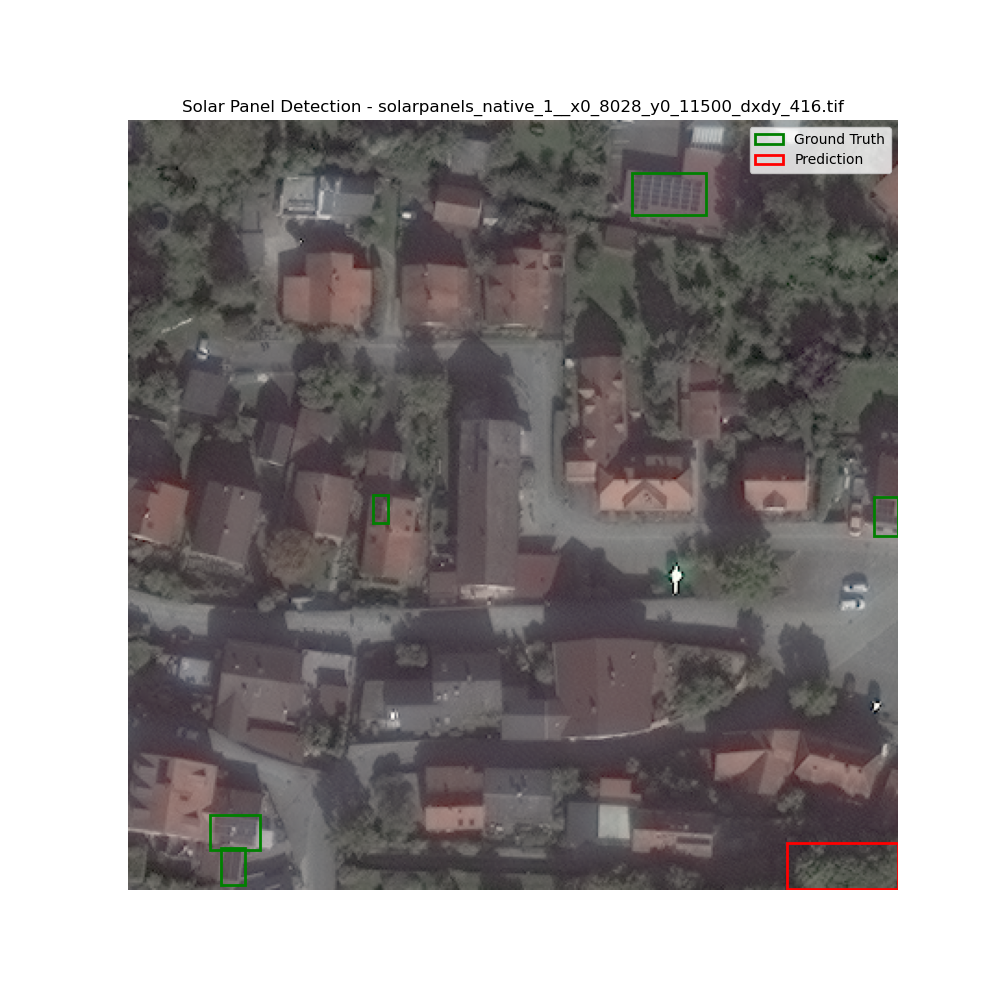 Solar Panel Detection - solarpanels_native_1__x0_8028_y0_11500_dxdy_416.tif
Ground Truth
Prediction